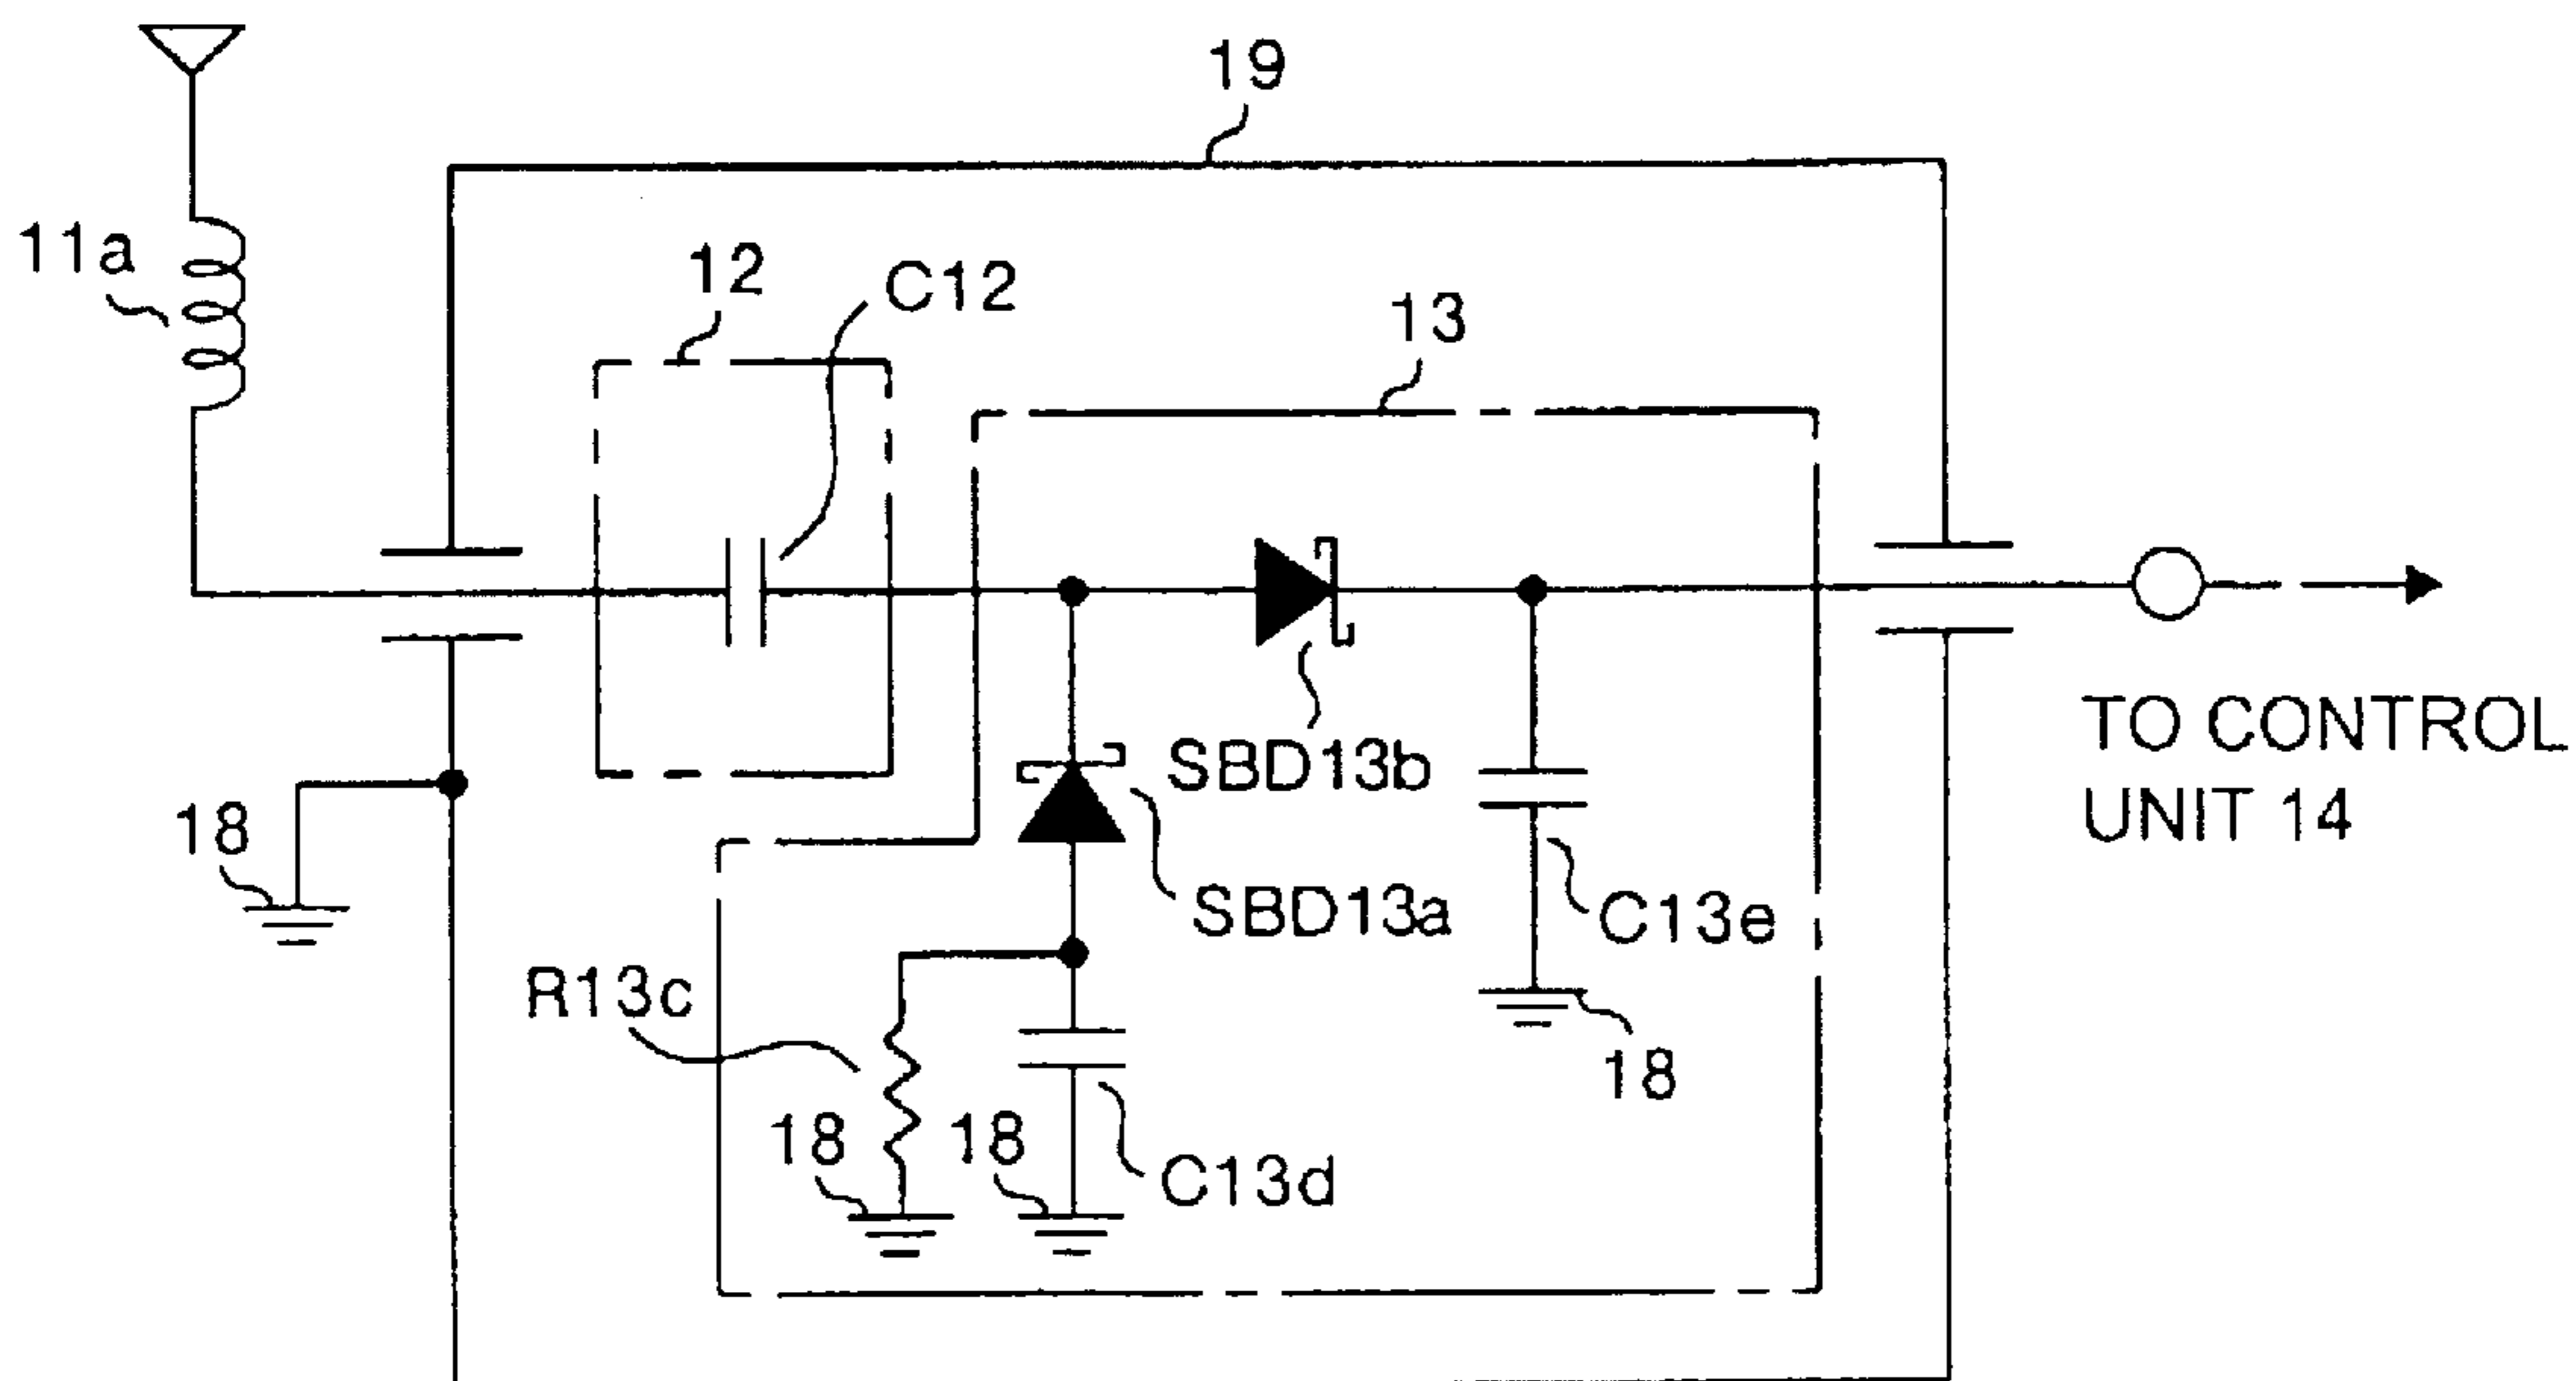 19
11a
12
C12
13
SBD13b
TO CONTROL
UNIT 14
18
SBD13a
C13e
R13c
18
18
18
C13d